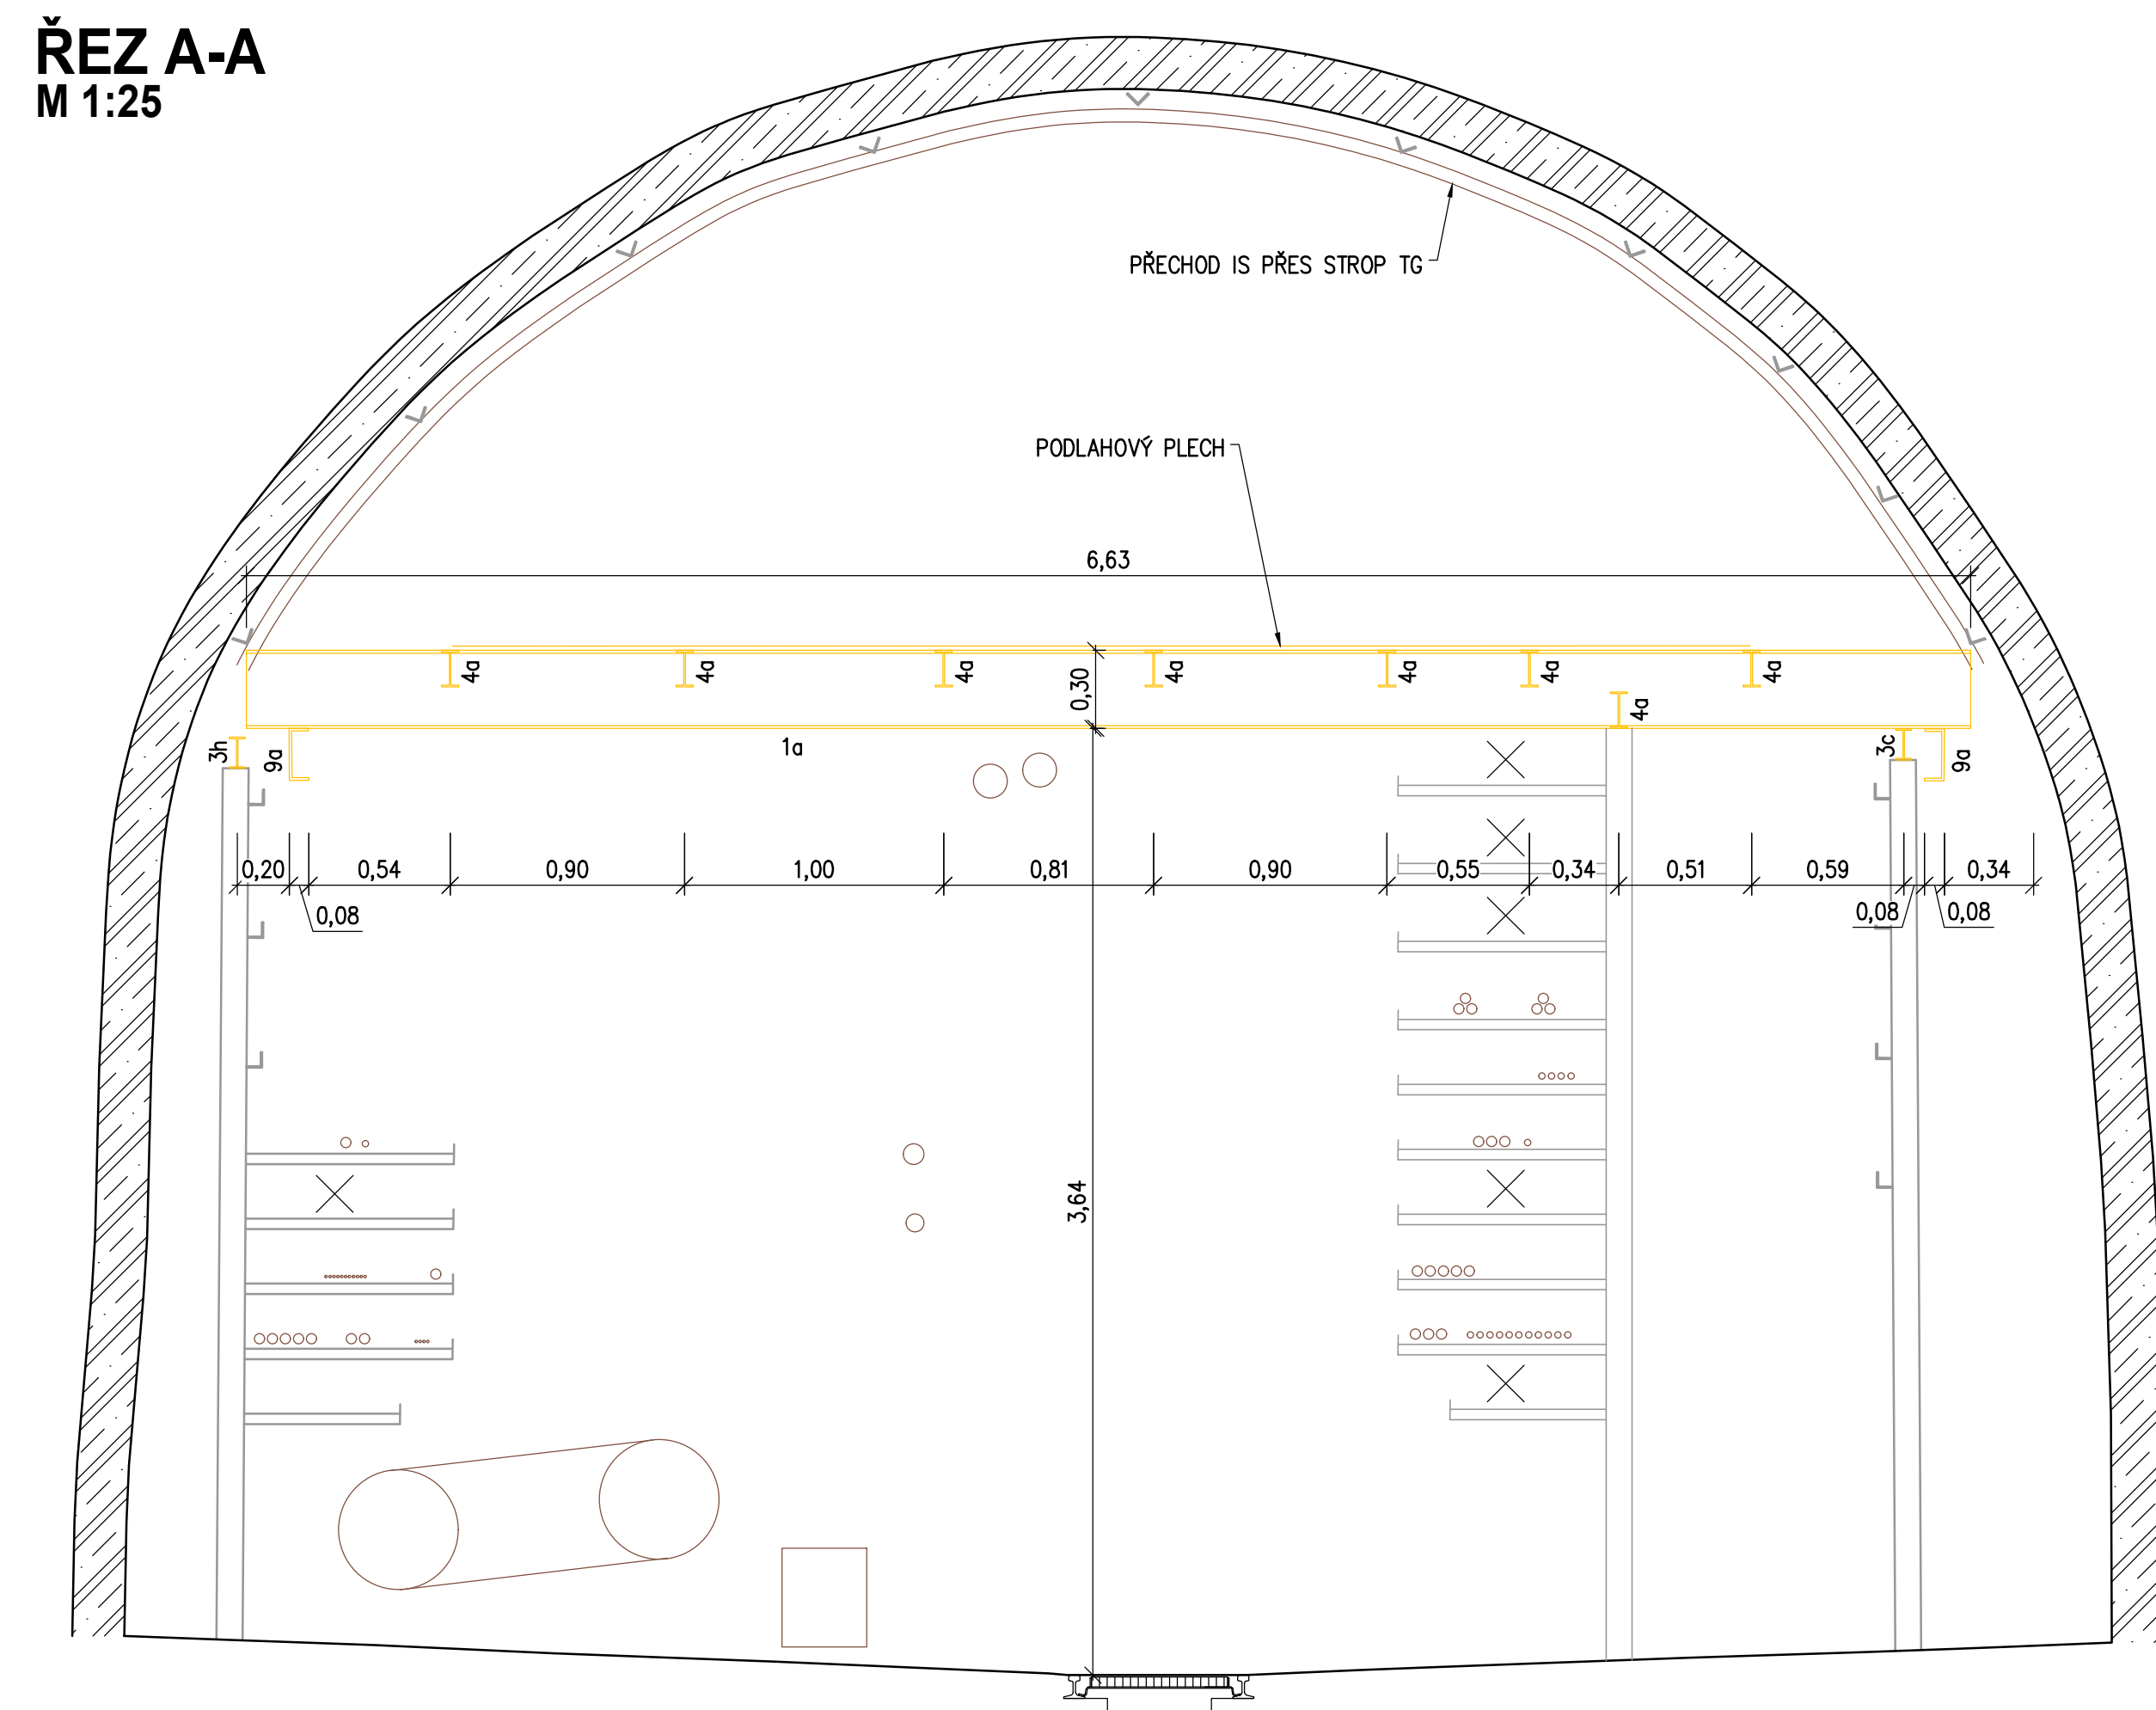 ŘEZ A-A
M 1:25
PŘECHOD IS PŘES STROP TG
PODLAHOVÝ PLECH
6,63
4a
4a
4a
4a
4a
4a
4a
0,30
4a
3h
9a
1a
3c
9a
0,20
0,54
0,90
1,00
0,81
0,90
0,55
0,34
0,51
0,59
0,34
0,08
0,08
0,08
3,64